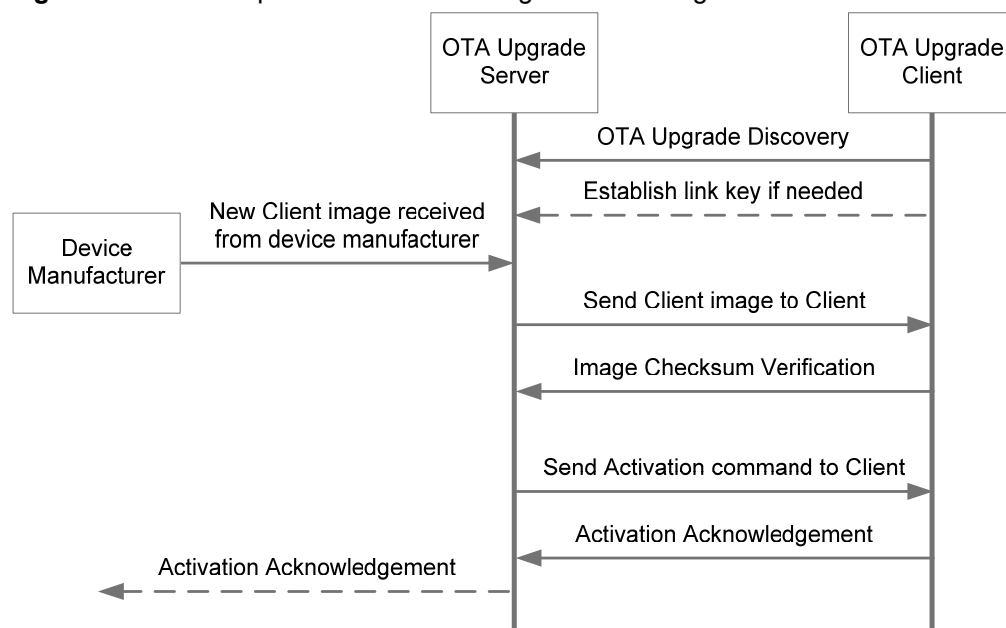 OTA Upgrade
Server
OTA Upgrade
Client
OTA Upgrade Discovery
Establish link key if needed
New Client image received
from device manufacturer
Device
Manufacturer
Send Client image to Client
Image Checksum Verification
Send Activation command to Client
Activation Acknowledgement
Activation Acknowledgement